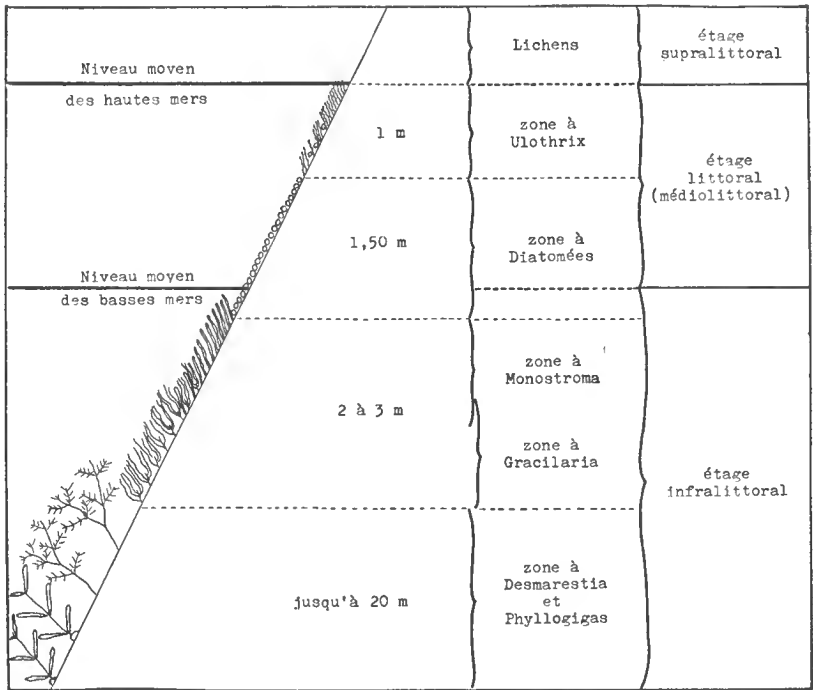 Lichens
étage
supralittoral
Niveau moyen
des hautes mers
1 m
zone à
Ulothrix
étage
littoral
(médiolittoral)
1,50 m
zone à
Diatomées
Niveau moyen
des basses mers
2 à 3 m
zone à
Monostroma
zone à
Gracilaria
étage
infralittoral
jusqu'à 20 m
zone à
Desmarestia
et
Phyllogigas